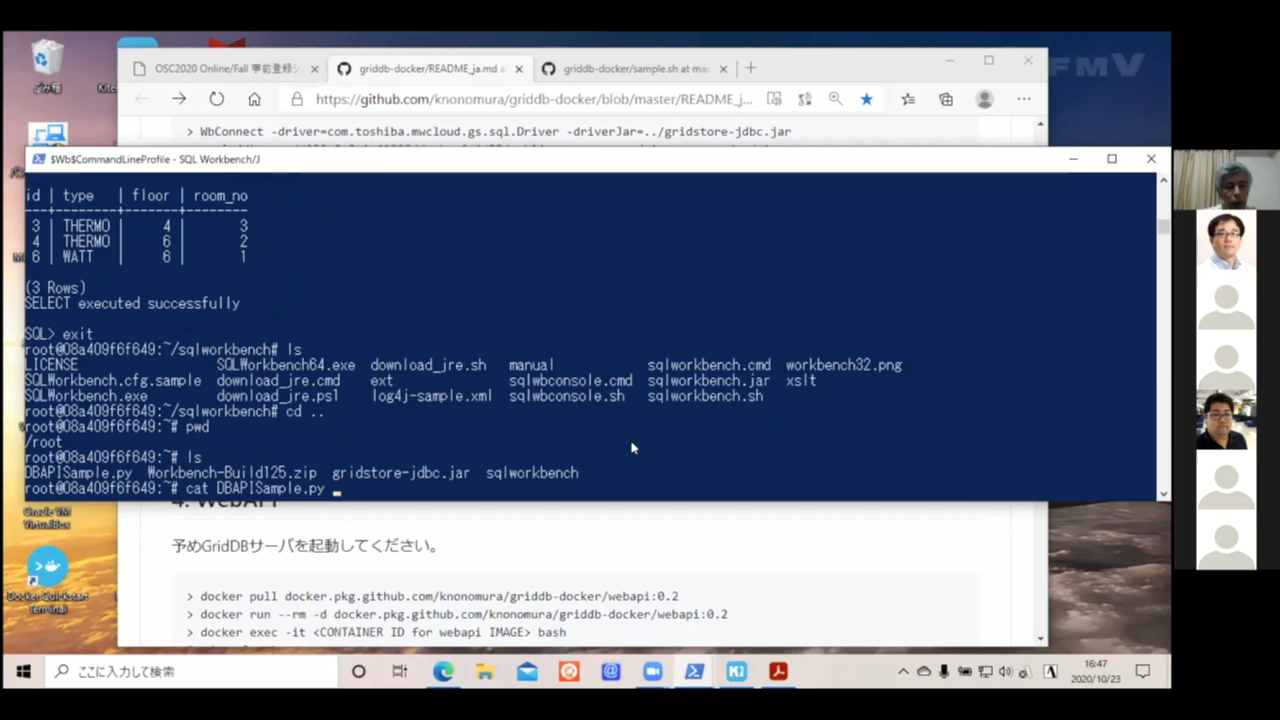 ごみ箱
FMV
OSC2020 Online/Fall 事前登録シ
griddb-docker/README_ja.md a
griddb-docker/sample.sh at mas
https://github.com/knonomura/griddb-docker/blob/master/README_j...
> WbConnect -driver=com.toshiba.mwcloud.gs.sql.Driver -driverJar=../gridstore-jdbc.jar
$Wb$CommandLineProfile - SQL Workbench/J
id | type | floor | room_no
---+--------+-------+--------
3 | THERMO | 4 | 3
4 | THERMO | 6 | 2
6 | WATT | 6 | 1
(3 Rows)
SELECT executed successfully
SQL> exit
root@08a409f6f649:~/sqlworkbench# ls
LICENSE SQLWorkbench64.exe download_jre.sh manual sqlworkbench.cmd workbench32.png
SQLWorkbench.cfg.sample download_jre.cmd ext sqlwbconsole.cmd sqlworkbench.jar xslt
SQLWorkbench.exe download_jre.ps1 log4j-sample.xml sqlwbconsole.sh sqlworkbench.sh
root@08a409f6f649:~/sqlworkbench# cd ..
root@08a409f6f649:~# pwd
/root
root@08a409f6f649:~# ls
DBAPISample.py Workbench-Build125.zip gridstore-jdbc.jar sqlworkbench
root@08a409f6f649:~# cat DBAPISample.py
Oracle VM
VirtualBox
4. WebAPI
予めGridDBサーバを起動してください。
Docker Quickstart
Terminal
> docker pull docker.pkg.github.com/knonomura/griddb-docker/webapi:0.2
> docker run --rm -d docker.pkg.github.com/knonomura/griddb-docker/webapi:0.2
> docker exec -it <CONTAINER ID for webapi IMAGE> bash
ここに入力して検索
A
16:47
2020/10/23